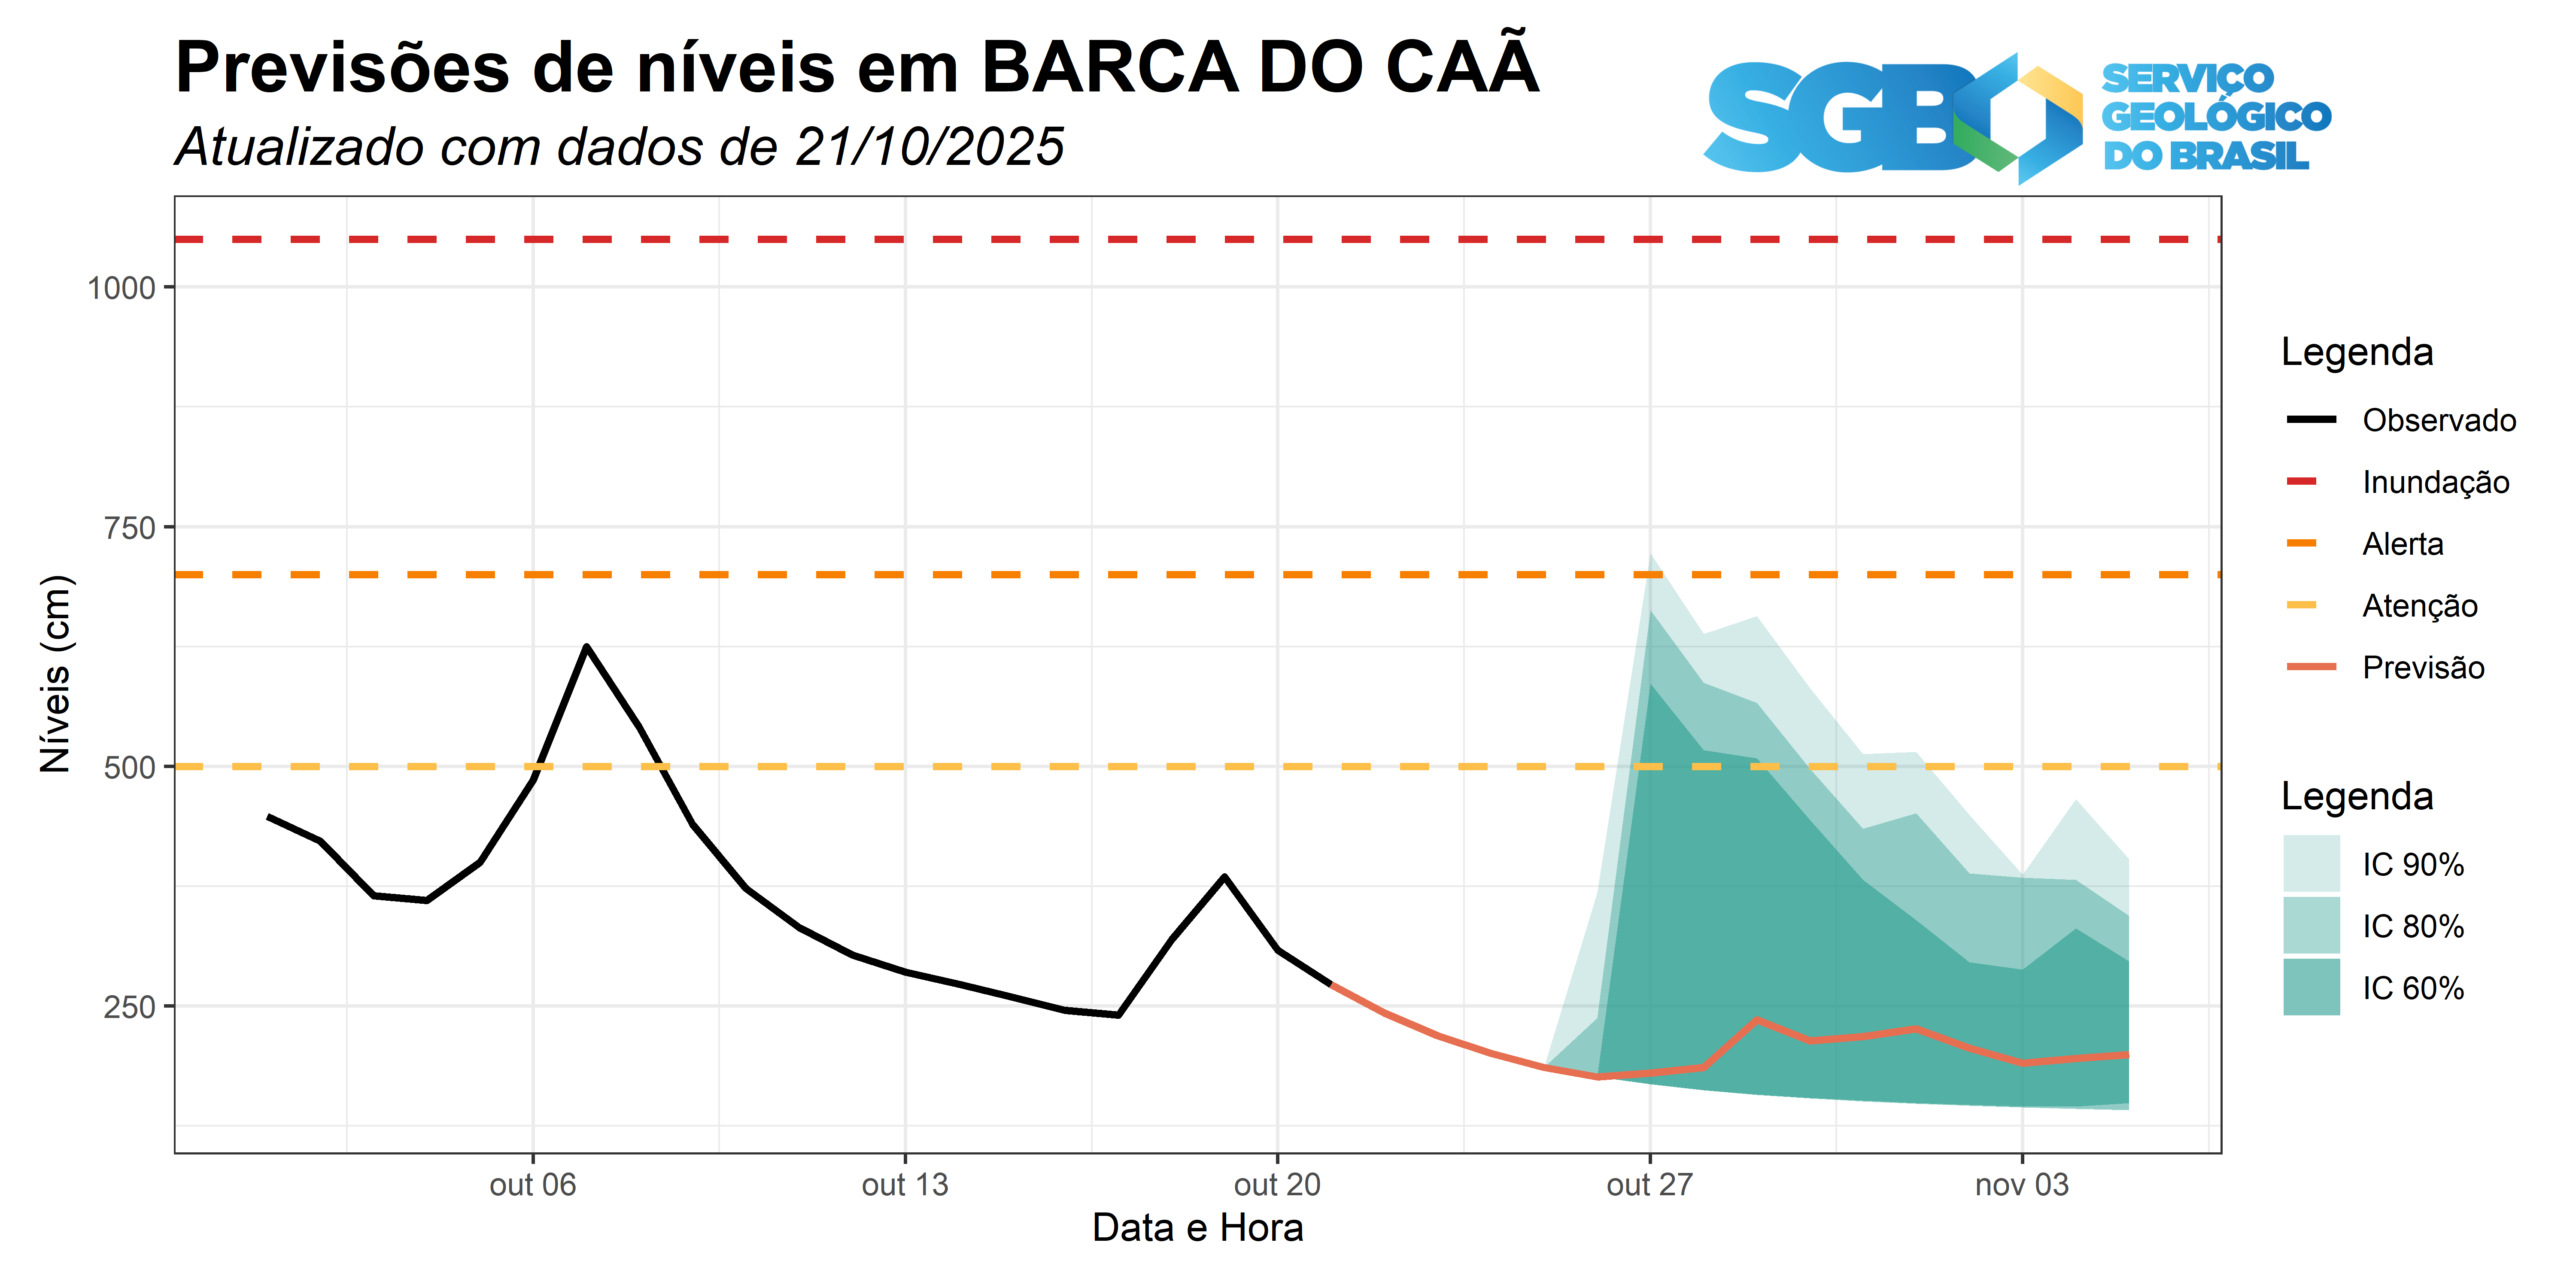 Previsões de níveis em BARCA DO CAÃ
Atualizado com dados de 21/10/2025
SGB
SERVIÇO
GEOLÓGICO
DO BRASIL
Níveis (cm)
1000
750
500
250
out 06
out 13
out 20
out 27
nov 03
Data e Hora
Legenda
Observado
Inundação
Alerta
Atenção
Previsão
Legenda
IC 90%
IC 80%
IC 60%